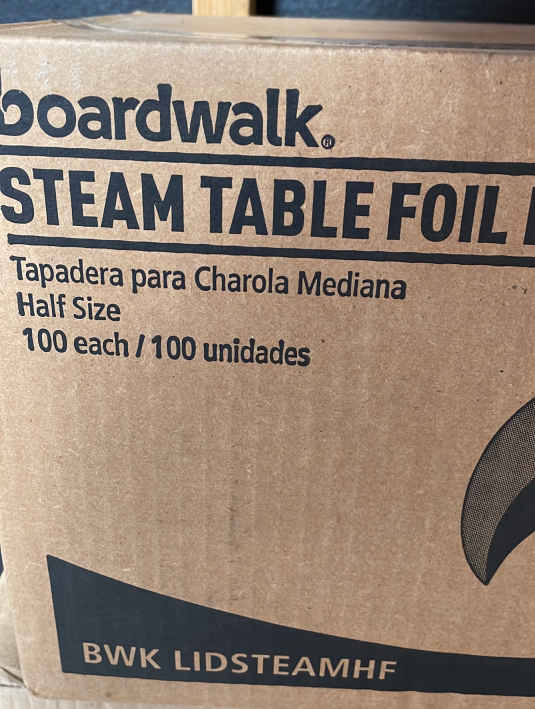 boardwalk®
STEAM TABLE FOIL
Tapadera para Charola Mediana
Half Size
100 each / 100 unidades
BWK LIDSTEAMHF